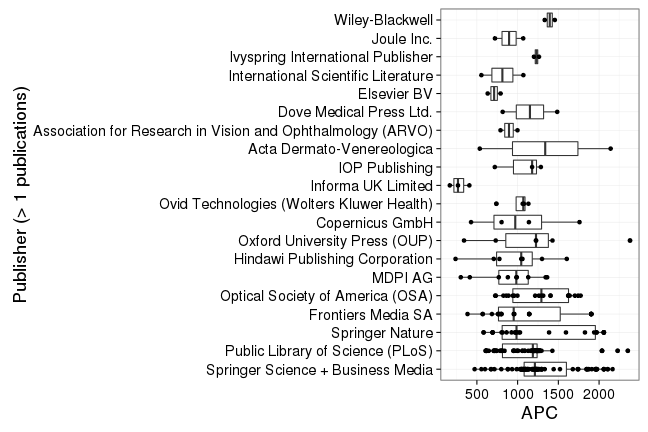 Publisher (> 1 publications)
Wiley-Blackwell
Joule Inc.
Ivyspring International Publisher
International Scientific Literature
Elsevier BV
Dove Medical Press Ltd.
Association for Research in Vision and Ophthalmology (ARVO)
Acta Dermato-Venereologica
IOP Publishing
Informa UK Limited
Ovid Technologies (Wolters Kluwer Health)
Copernicus GmbH
Oxford University Press (OUP)
Hindawi Publishing Corporation
MDPI AG
Optical Society of America (OSA)
Frontiers Media SA
Springer Nature
Public Library of Science (PLoS)
Springer Science + Business Media
500 1000 1500 2000
APC